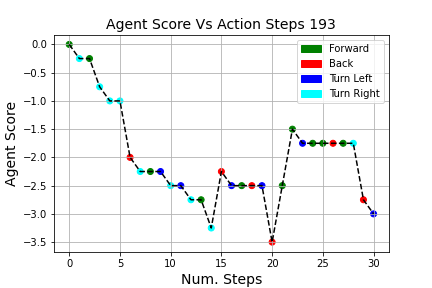 Agent Score Vs Action Steps 193
Forward
Back
Turn Left
Turn Right
Agent Score
0.0
−0.5
−1.0
−1.5
−2.0
−2.5
−3.0
−3.5
0
5
10
15
20
25
30
Num. Steps